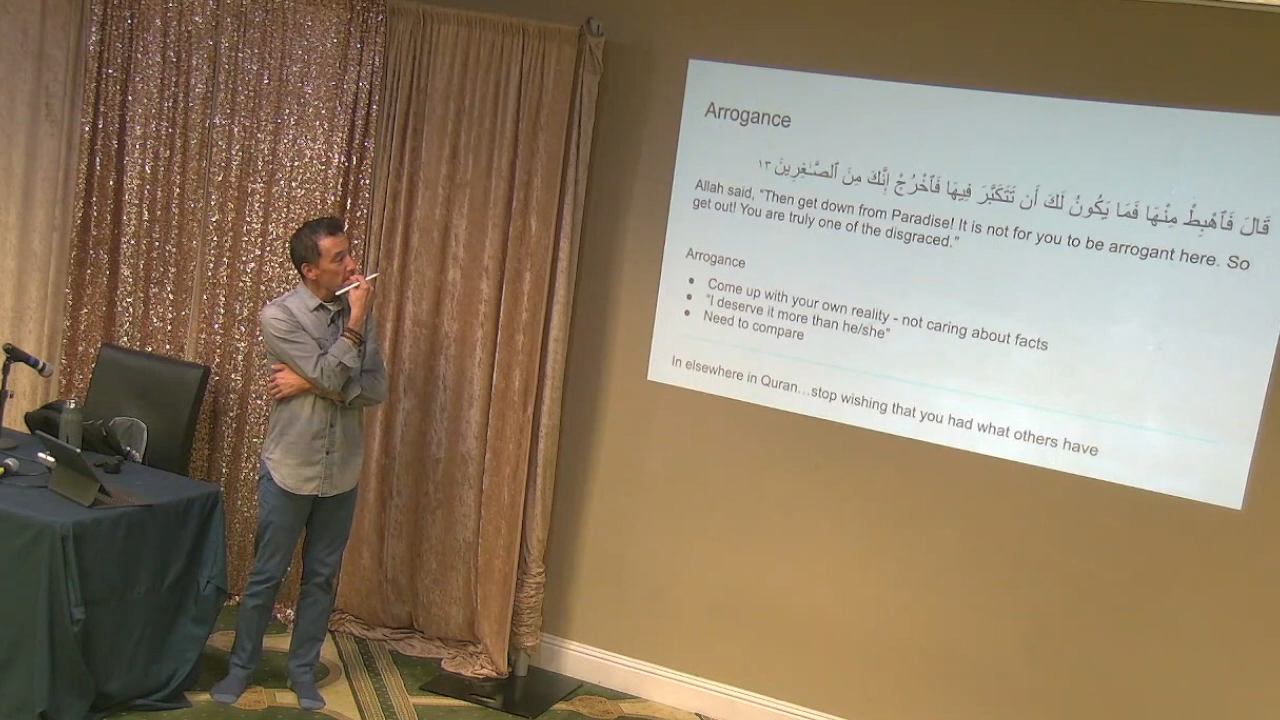 Arrogance
قَالَ فَٱهْبِطْ مِنْهَا فَمَا يَكُونُ لَكَ أَن تَتَكَبَّرَ فِيهَا فَٱخْرُجْ إِنَّكَ مِنَ ٱلصَّـٰغِرِينَ ١٣
Allah said, “Then get down from Paradise! It is not for you to be arrogant here. So
get out! You are truly one of the disgraced.”
Arrogance
● Come up with your own reality - not caring about facts
● “I deserve it more than he/she”
● Need to compare
In elsewhere in Quran…stop wishing that you had what others have